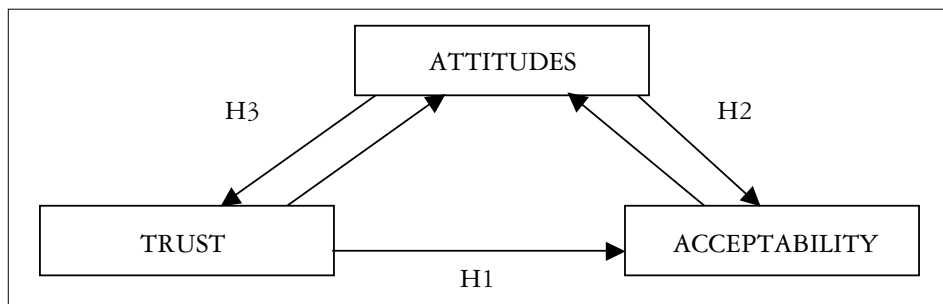 ATTITUDES
H3
H2
TRUST
ACCEPTABILITY
H1